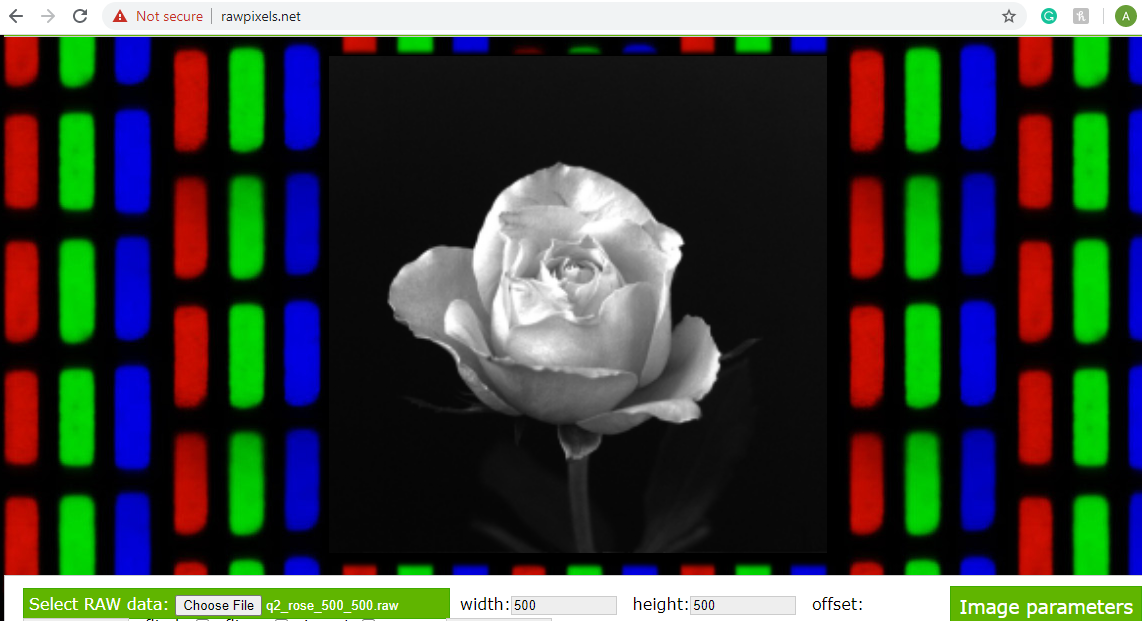 Not secure | rawpixels.net
A
Select RAW data: Choose File q2_rose_500_500.raw width: 500 height: 500 offset:
Image parameters